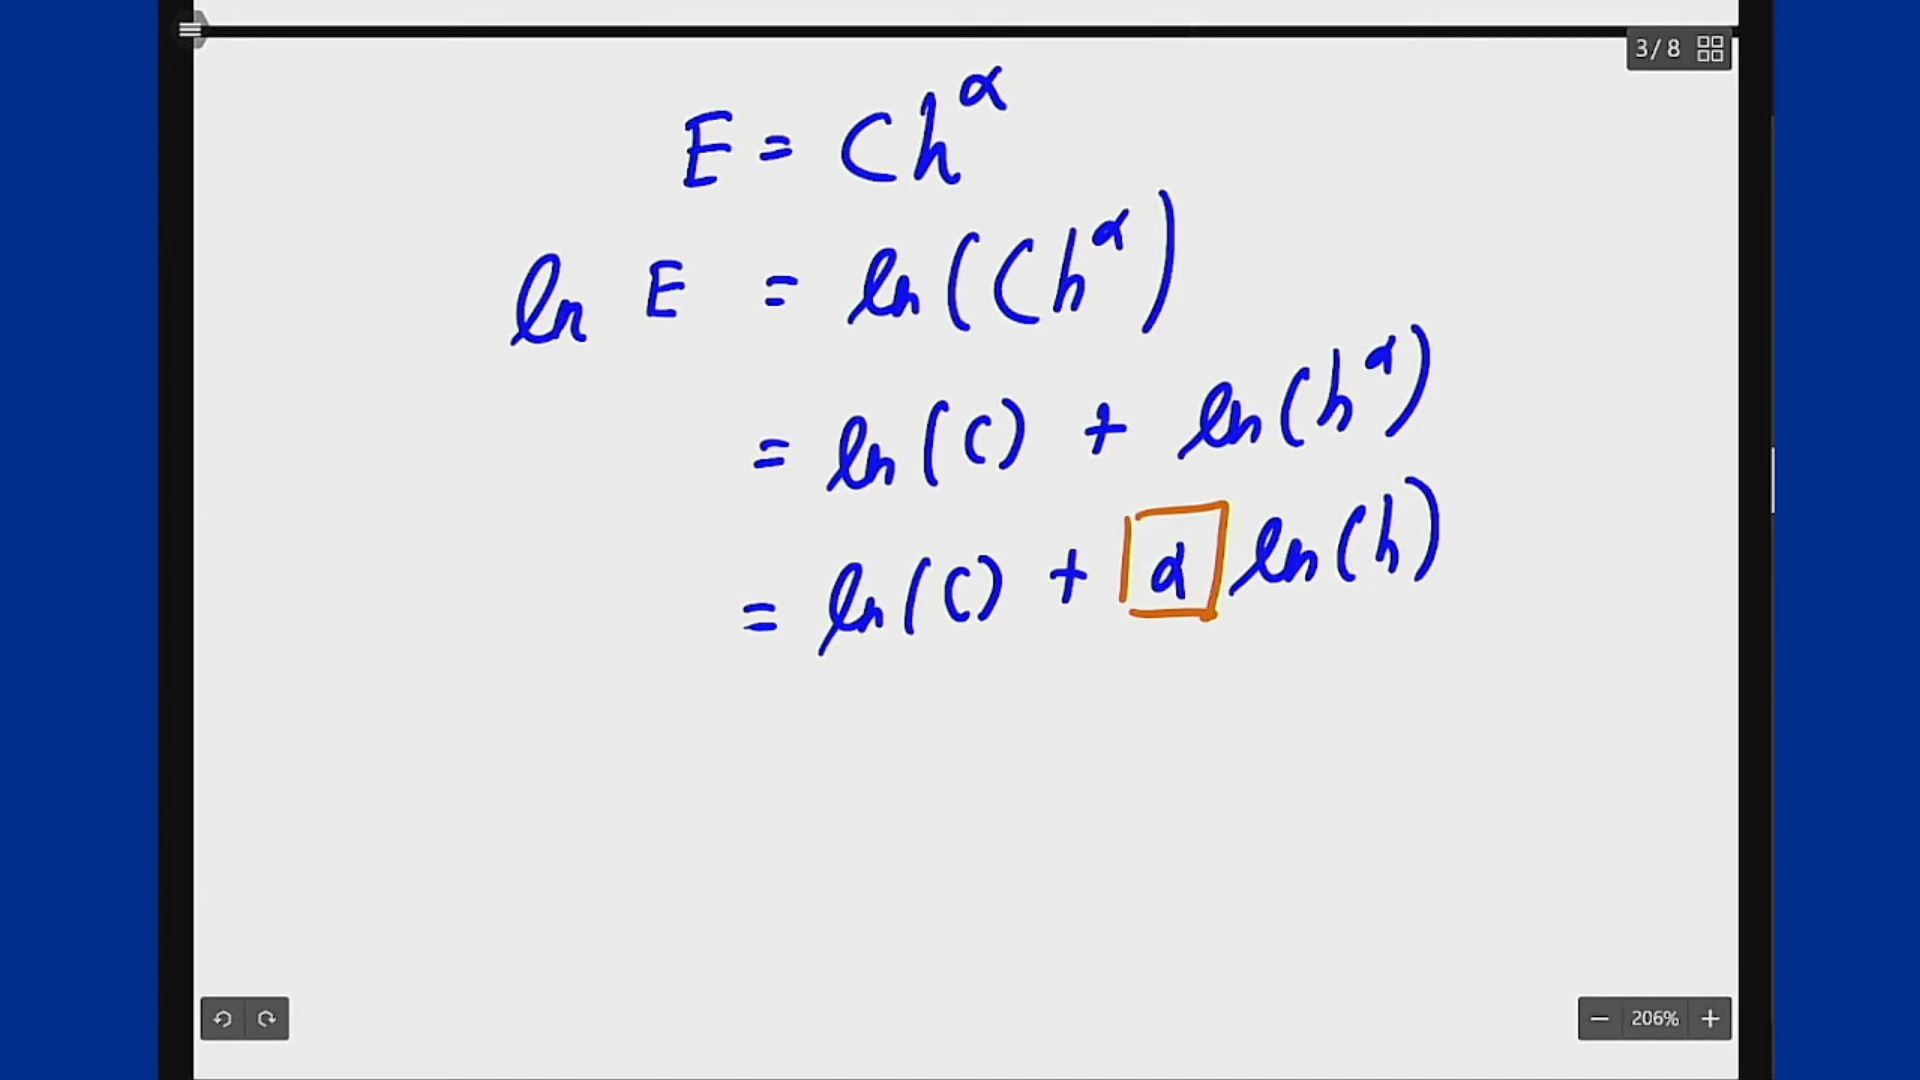 3/8
E = Ch^α
ln E = ln(Ch^α)
= ln(C) + ln(h^α)
= ln(C) + α ln(h)
206%